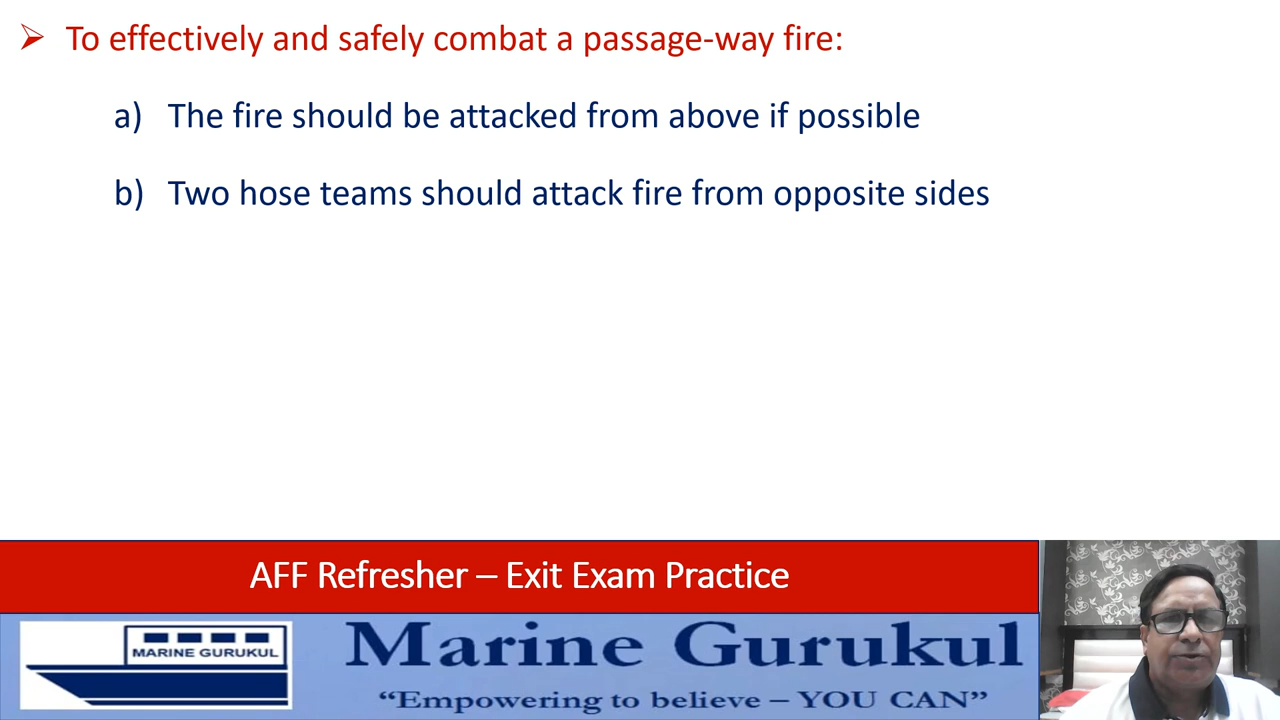 ➢ To effectively and safely combat a passage-way fire:
a) The fire should be attacked from above if possible
b) Two hose teams should attack fire from opposite sides
AFF Refresher – Exit Exam Practice
MARINE GURUKUL
Marine Gurukul
“Empowering to believe – YOU CAN”